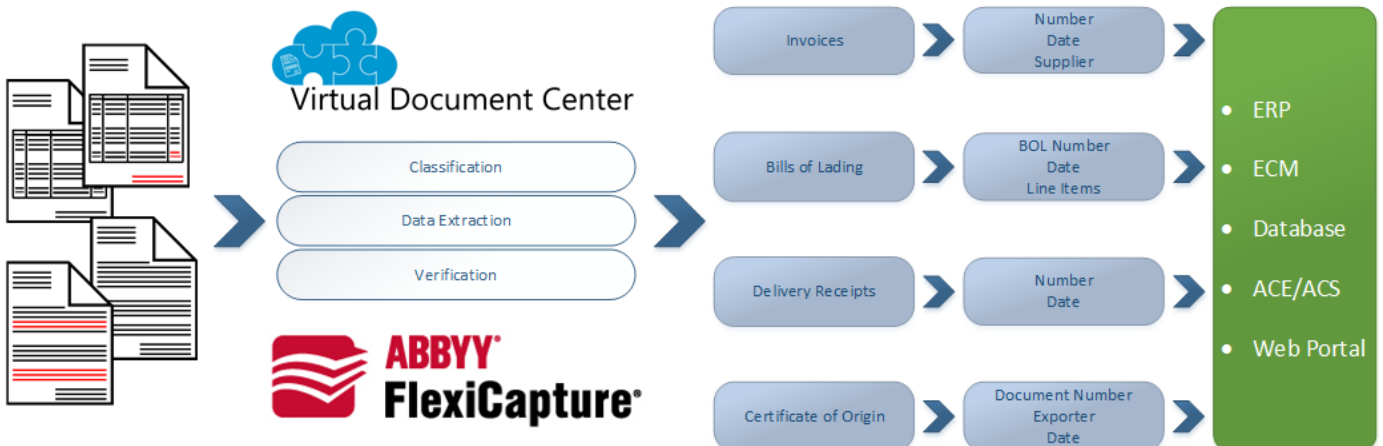 Virtual Document Center
Classification
Data Extraction
Verification
ABBYY®
FlexiCapture®
Invoices
Number
Date
Supplier
Bills of Lading
BOL Number
Date
Line Items
Delivery Receipts
Number
Date
Certificate of Origin
Document Number
Exporter
Date
• ERP
• ECM
• Database
• ACE/ACS
• Web Portal